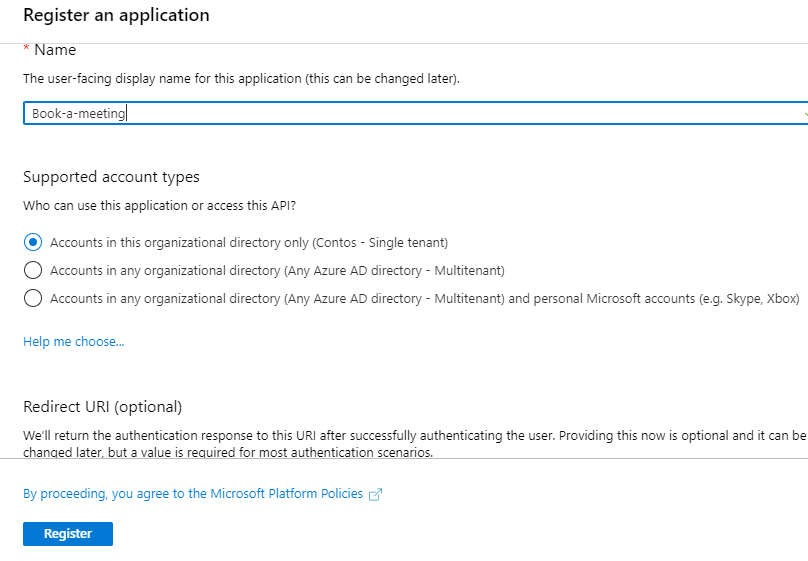 Register an application
* Name
The user-facing display name for this application (this can be changed later).
Book-a-meeting
Supported account types
Who can use this application or access this API?
Accounts in this organizational directory only (Contos - Single tenant)
Accounts in any organizational directory (Any Azure AD directory - Multitenant)
Accounts in any organizational directory (Any Azure AD directory - Multitenant) and personal Microsoft accounts (e.g. Skype, Xbox)
Help me choose...
Redirect URI (optional)
We'll return the authentication response to this URI after successfully authenticating the user. Providing this now is optional and it can be
changed later, but a value is required for most authentication scenarios.
By proceeding, you agree to the Microsoft Platform Policies
Register